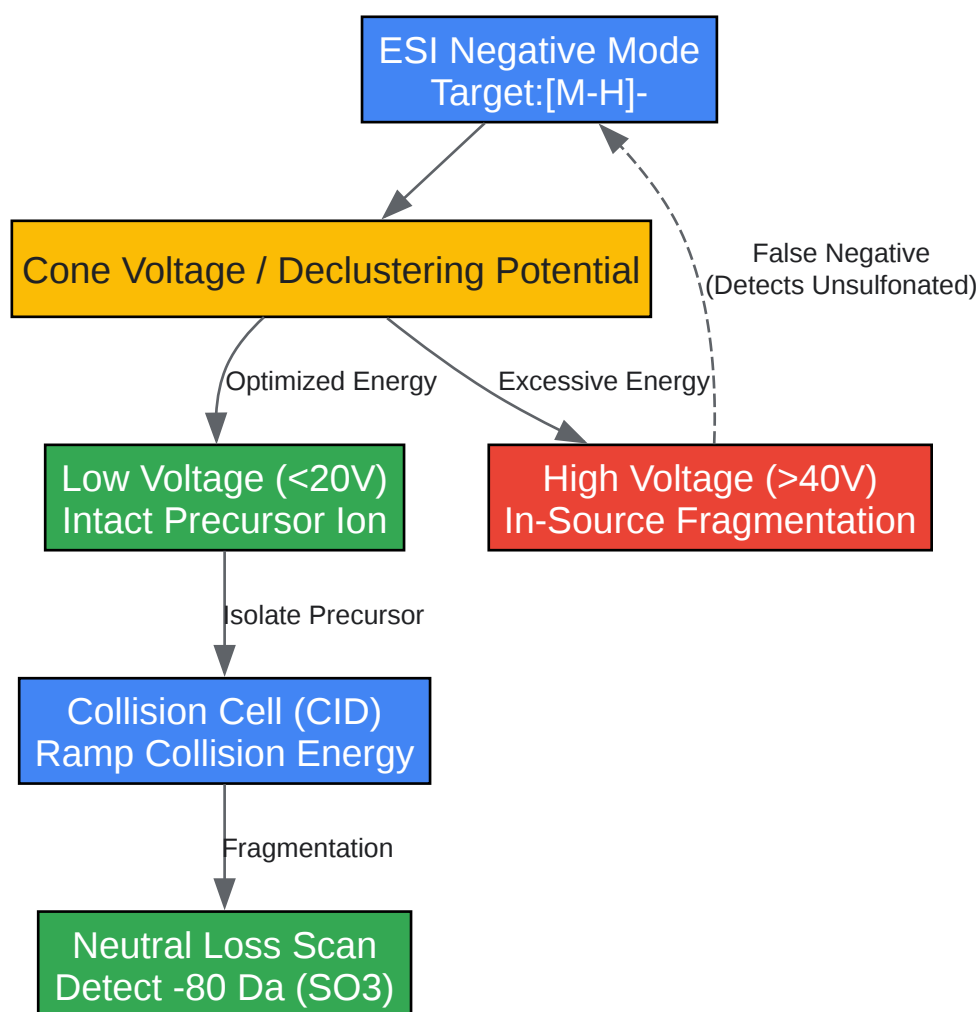 ESI Negative Mode
Target:[M-H]-
Cone Voltage / Declustering Potential
False Negative
(Detects Unsulfonated)
Optimized Energy
Excessive Energy
Low Voltage (<20V)
Intact Precursor Ion
High Voltage (>40V)
In-Source Fragmentation
Isolate Precursor
Collision Cell (CID)
Ramp Collision Energy
Fragmentation
Neutral Loss Scan
Detect -80 Da (SO3)